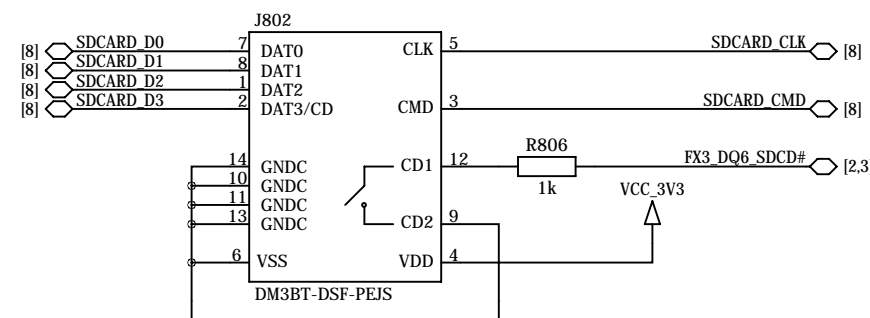 J802
[8] SDCARD_D0 7 DAT0 CLK 5 SDCARD_CLK [8]
[8] SDCARD_D1 8 DAT1
[8] SDCARD_D2 1 DAT2
[8] SDCARD_D3 2 DAT3/CD CMD 3 SDCARD_CMD [8]
R806
14 GNDC CD1 12 FX3_DQ6_SDCD# [2,3]
10 GNDC 1k VCC_3V3
11 GNDC
13 GNDC CD2 9
6 VSS VDD 4
DM3BT-DSF-PEJS